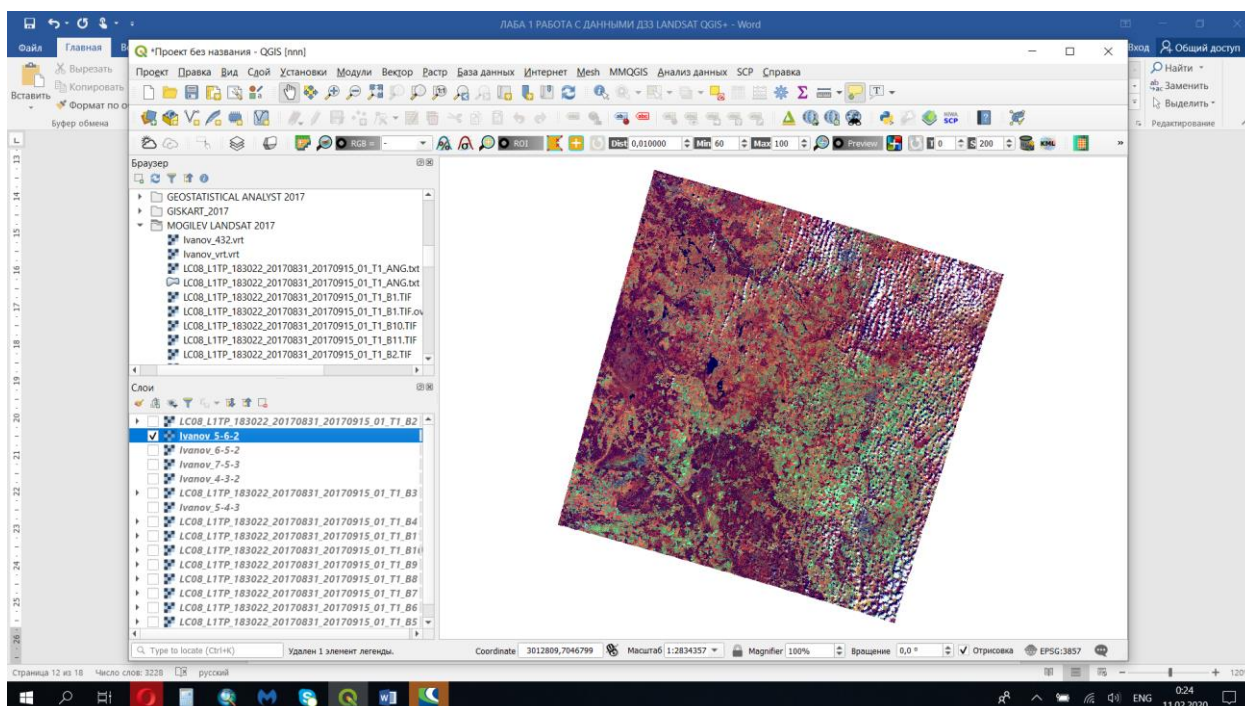 ЛАБА 1 РАБОТА С ДАННЫМИ ДЗЗ LANDSAT QGIS+ - Word
Файл Главная Вход Общий доступ
Вставить
Вырезать
Копировать
Формат по о
Буфер обмена
Найти
Заменить
Выделить
Редактирование
*Проект без названия - QGIS [nnn]
Проект Правка Вид Слой Установки Модули Вектор Растр База данных Интернет Mesh MMQGIS Анализ данных SCP Справка
SCP
RGB = - ROI Dist 0,010000 Min 60 Max 100 Preview T 0 S 200 KML »
Браузер
GEOSTATISTICAL ANALYST 2017
GISKART_2017
MOGILEV LANDSAT 2017
Ivanov_432.vrt
Ivanov_vrt.vrt
LC08_L1TP_183022_20170831_20170915_01_T1_ANG.txt
LC08_L1TP_183022_20170831_20170915_01_T1_ANG.txt
LC08_L1TP_183022_20170831_20170915_01_T1_B1.TIF
LC08_L1TP_183022_20170831_20170915_01_T1_B1.TIF.ov
LC08_L1TP_183022_20170831_20170915_01_T1_B10.TIF
LC08_L1TP_183022_20170831_20170915_01_T1_B11.TIF
LC08_L1TP_183022_20170831_20170915_01_T1_B2.TIF
Слои
LC08_L1TP_183022_20170831_20170915_01_T1_B2
Ivanov_5-6-2
Ivanov_6-5-2
Ivanov_7-5-3
Ivanov_4-3-2
LC08_L1TP_183022_20170831_20170915_01_T1_B3
Ivanov_5-4-3
LC08_L1TP_183022_20170831_20170915_01_T1_B4
LC08_L1TP_183022_20170831_20170915_01_T1_B1
LC08_L1TP_183022_20170831_20170915_01_T1_B1
LC08_L1TP_183022_20170831_20170915_01_T1_B9
LC08_L1TP_183022_20170831_20170915_01_T1_B8
LC08_L1TP_183022_20170831_20170915_01_T1_B7
LC08_L1TP_183022_20170831_20170915_01_T1_B6
LC08_L1TP_183022_20170831_20170915_01_T1_B5
Type to locate (Ctrl+K) Удален 1 элемент легенды. Coordinate 3012809,7046799 Масштаб 1:2834357 Magnifier 100% Вращение 0,0 ° Отрисовка EPSG:3857
Страница 12 из 18 Число слов: 3228 русский 120%
ENG 0:24
11.02.2020